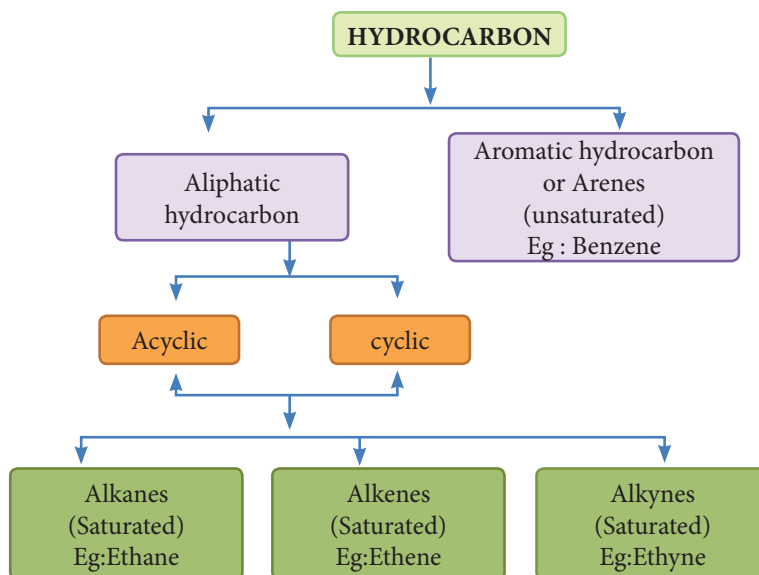 HYDROCARBON
Aliphatic
hydrocarbon
Aromatic hydrocarbon
or Arenes
(unsaturated)
Eg : Benzene
Acyclic
cyclic
Alkanes
(Saturated)
Eg:Ethane
Alkenes
(Saturated)
Eg:Ethene
Alkynes
(Saturated)
Eg:Ethyne